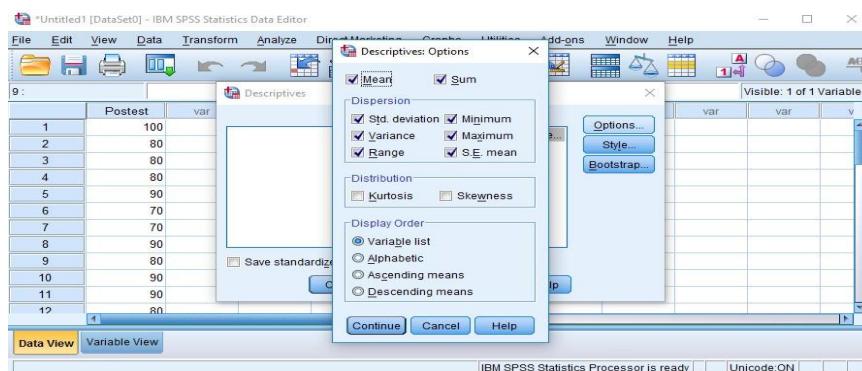 *Untitled1 [DataSet0] - IBM SPSS Statistics Data Editor
File Edit View Data Transform Analyze Direct Marketing Graphs Utilities Add-ons Window Help
9 :
Visible: 1 of 1 Variable
Postest var var var v
1 100
2 80
3 80
4 80
5 90
6 70
7 70
8 90
9 80
10 90
11 90
12 80
Descriptives
Options...
Style...
Bootstrap...
Save standardize
Descriptives: Options
Mean Sum
Dispersion
Std. deviation Minimum
Variance Maximum
Range S.E. mean
Distribution
Kurtosis Skewness
Display Order
Variable list
Alphabetic
Ascending means
Descending means
Continue Cancel Help
Data View Variable View
IBM SPSS Statistics Processor is ready Unicode:ON